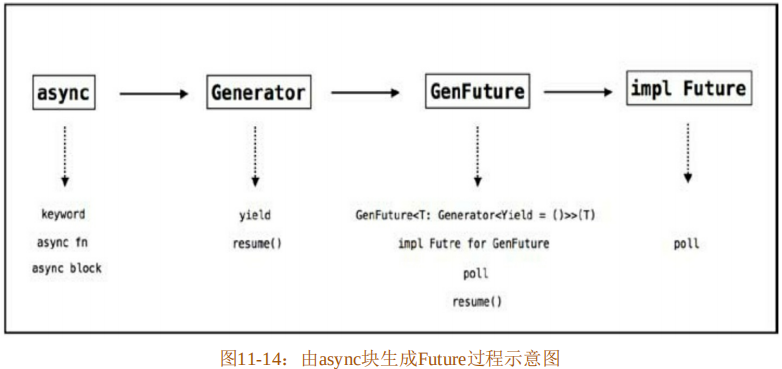 async
Generator
GenFuture
impl Future
keyword
async fn
async block
yield
resume()
GenFuture<T: Generator<Yield = ()>>(T)
impl Futre for GenFuture
poll
resume()
poll
图11-14：由async块生成Future过程示意图